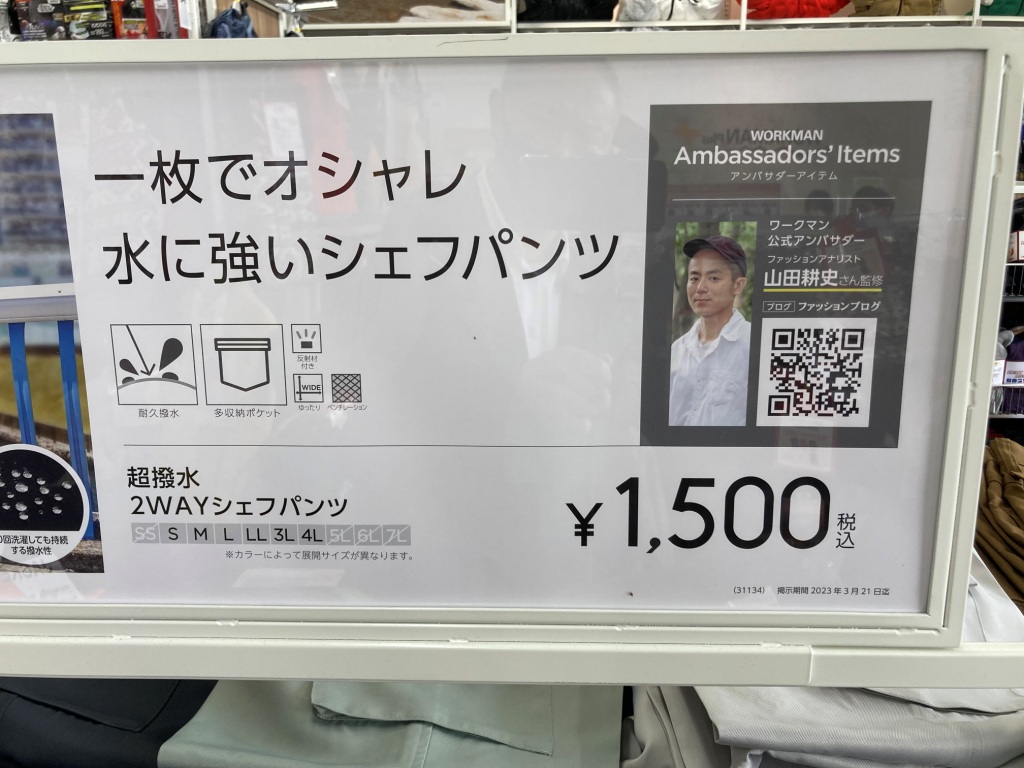 一枚でオシャレ
水に強いシェフパンツ
耐久撥水
多収納ポケット
反射材
付き
WIDE
ゆったり
ベンチレーション
WORKMAN
Ambassadors' Items
アンバサダーアイテム
ワークマン
公式アンバサダー
ファッションアナリスト
山田耕史さん監修
ブログ ファッションブログ
回洗濯しても持続
する撥水性
超撥水
2WAYシェフパンツ
SS S M L LL 3L 4L 5L 6L 7L
※カラーによって展開サイズが異なります。
¥1,500税込
(31134) 掲示期間 2023年3月21日迄